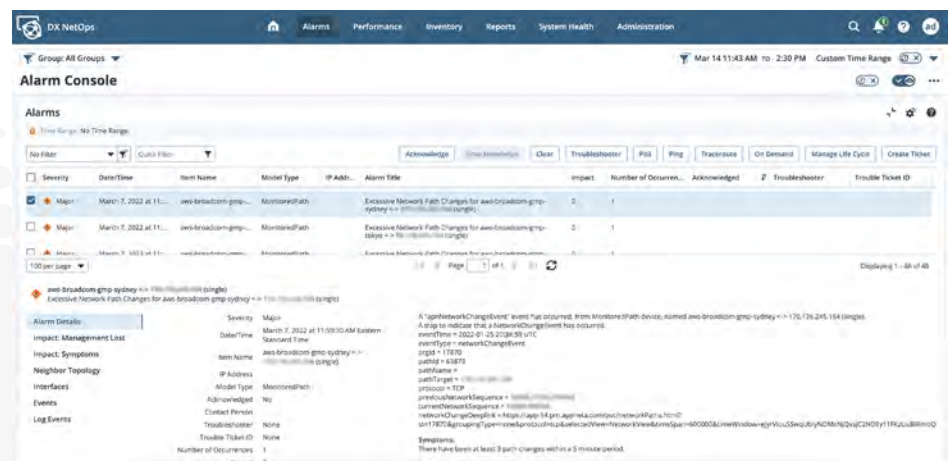 DX NetOps
Alarms Performance Inventory Reports System Health Administration
ad
Group: All Groups
Mar 14 11:43 AM TO 2:30 PM Custom Time Range
Alarm Console
Alarms
Time Range: No Time Range
No Filter Quick Filter Acknowledge Clear Troubleshooter Poll Ping Traceroute On Demand Manage Life Cycle Create Ticket
Severity Date/Time Item Name Model Type IP Addr... Alarm Title Impact Number of Occurren... Acknowledged Troubleshooter Trouble Ticket ID
Major March 7, 2022 at 11:... aws-broadcom-gmp-... MonitoredPath Excessive Network Path Changes for aws-broadcom-gmp- 0 1
sydney <-> (single)
Major March 7, 2022 at 11:... aws-broadcom-gmp-... MonitoredPath Excessive Network Path Changes for aws-broadcom-gmp- 0 1
tokyo <-> (single)
100 per page Page 1 of 1 Displaying 1 - 46 of 46
aws-broadcom-gmp-sydney <-> (single)
Excessive Network Path Changes for aws-broadcom-gmp-sydney <-> (single)
Alarm Details
Impact: Management Lost
Impact: Symptoms
Neighbor Topology
Interfaces
Events
Log Events
Severity Major
Date/Time March 7, 2022 at 11:59:10 AM Eastern
Standard Time
Item Name aws-broadcom-gmp-sydney <->
(single)
IP Address
Model Type MonitoredPath
Acknowledged No
Contact Person
Troubleshooter None
Trouble Ticket ID None
Number of Occurrences 1
A "apmNetworkChangeEvent" event has occurred, from MonitoredPath device, named aws-broadcom-gmp-sydney <-> (single).
A trap to indicate that a NetworkChangeEvent has occurred.
eventTime = 2022-01-25 UTC
eventType = networkChangeEvent
orgId = 17870
pathId = 63873
pathName =
pathTarget =
protocol = TCP
previousNetworkSequence =
currentNetworkSequence =
Symptoms:
There have been at least 3 path changes within a 5 minute period.